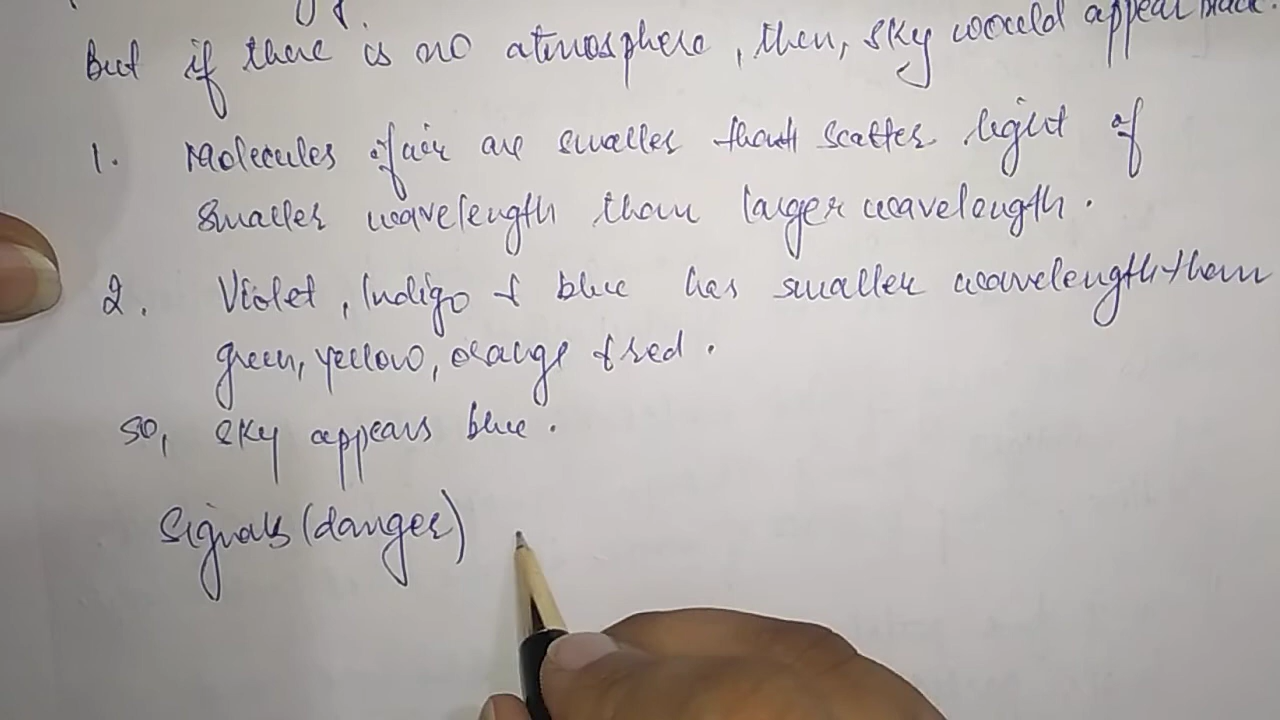 But if there is no atmosphere, then, sky would appear black.
1. Molecules of air are smaller that scatter light of
smaller wavelength than larger wavelength.
2. Violet, Indigo & blue has smaller wavelength than
green, yellow, orange & red.
So, sky appears blue.
Signals (danger)